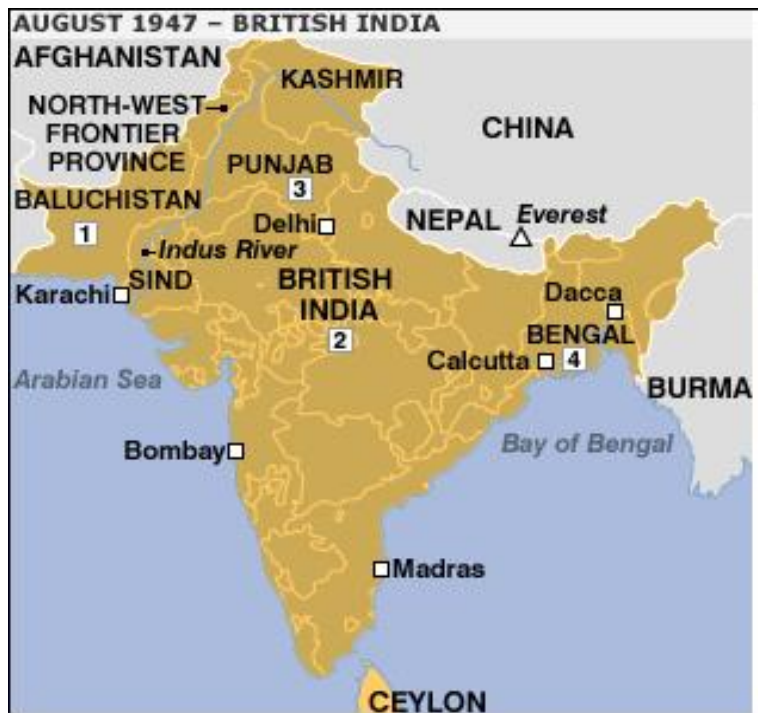 AUGUST 1947 – BRITISH INDIA
AFGHANISTAN
KASHMIR
NORTH-WEST
FRONTIER
PROVINCE
CHINA
PUNJAB
3
BALUCHISTAN
1
Delhi
NEPAL
Everest
Indus River
SIND
Karachi
BRITISH
INDIA
2
Dacca
BENGAL
4
Calcutta
Arabian Sea
BURMA
Bombay
Bay of Bengal
Madras
CEYLON